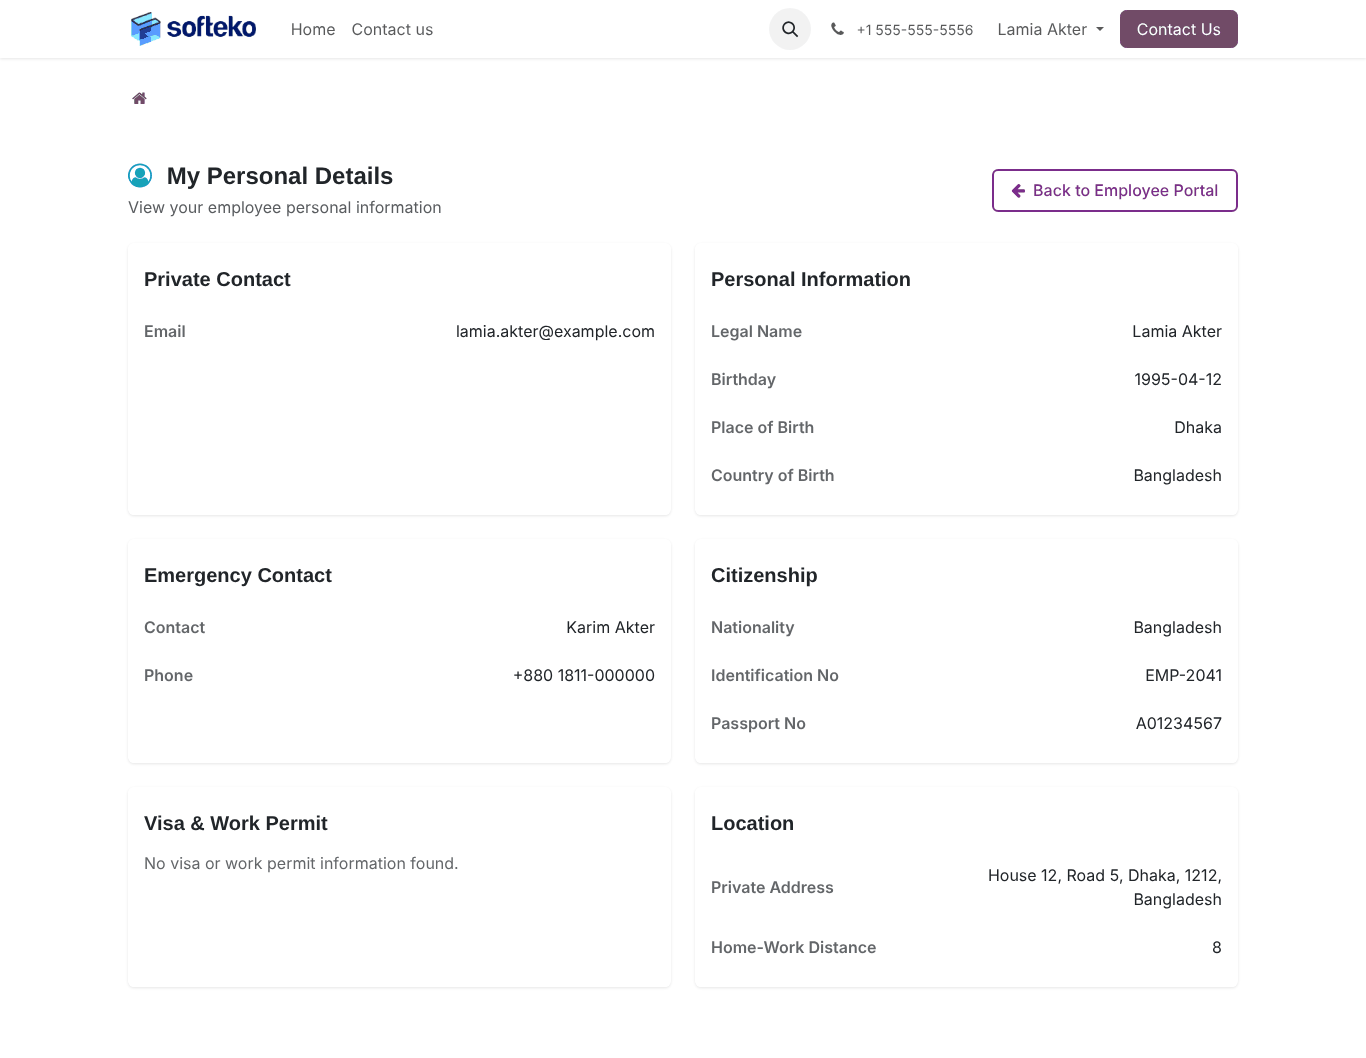 softeko
Home
Contact us
+1 555-555-5556
Lamia Akter
Contact Us
My Personal Details
View your employee personal information
Back to Employee Portal
Private Contact
Email
lamia.akter@example.com
Personal Information
Legal Name
Lamia Akter
Birthday
1995-04-12
Place of Birth
Dhaka
Country of Birth
Bangladesh
Emergency Contact
Contact
Karim Akter
Phone
+880 1811-000000
Citizenship
Nationality
Bangladesh
Identification No
EMP-2041
Passport No
A01234567
Visa & Work Permit
No visa or work permit information found.
Location
Private Address
House 12, Road 5, Dhaka, 1212,
Bangladesh
Home-Work Distance
8